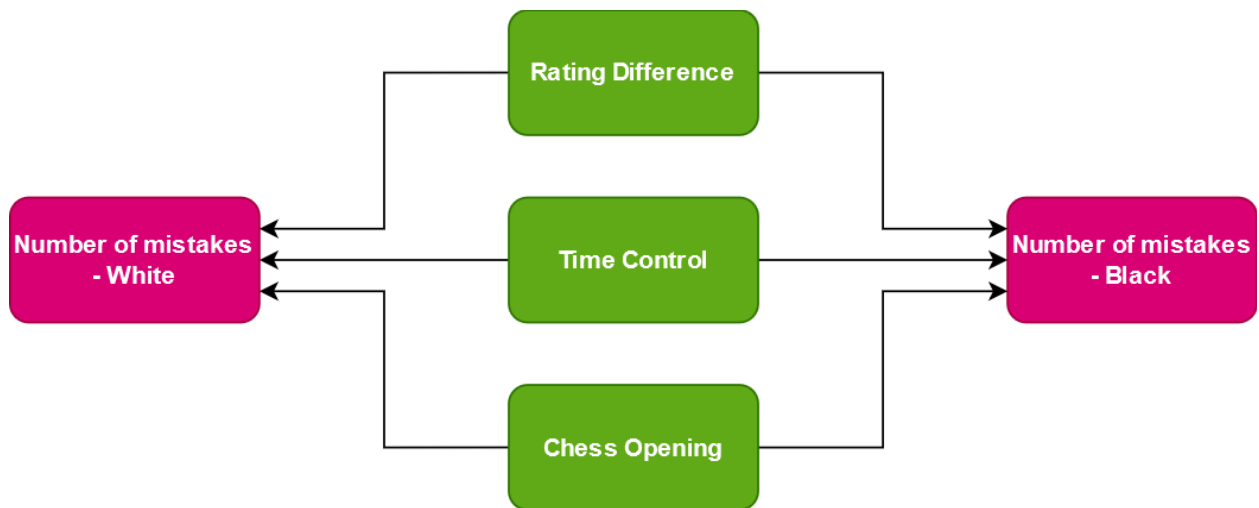 Rating Difference
Number of mistakes
- White
Time Control
Number of mistakes
- Black
Chess Opening